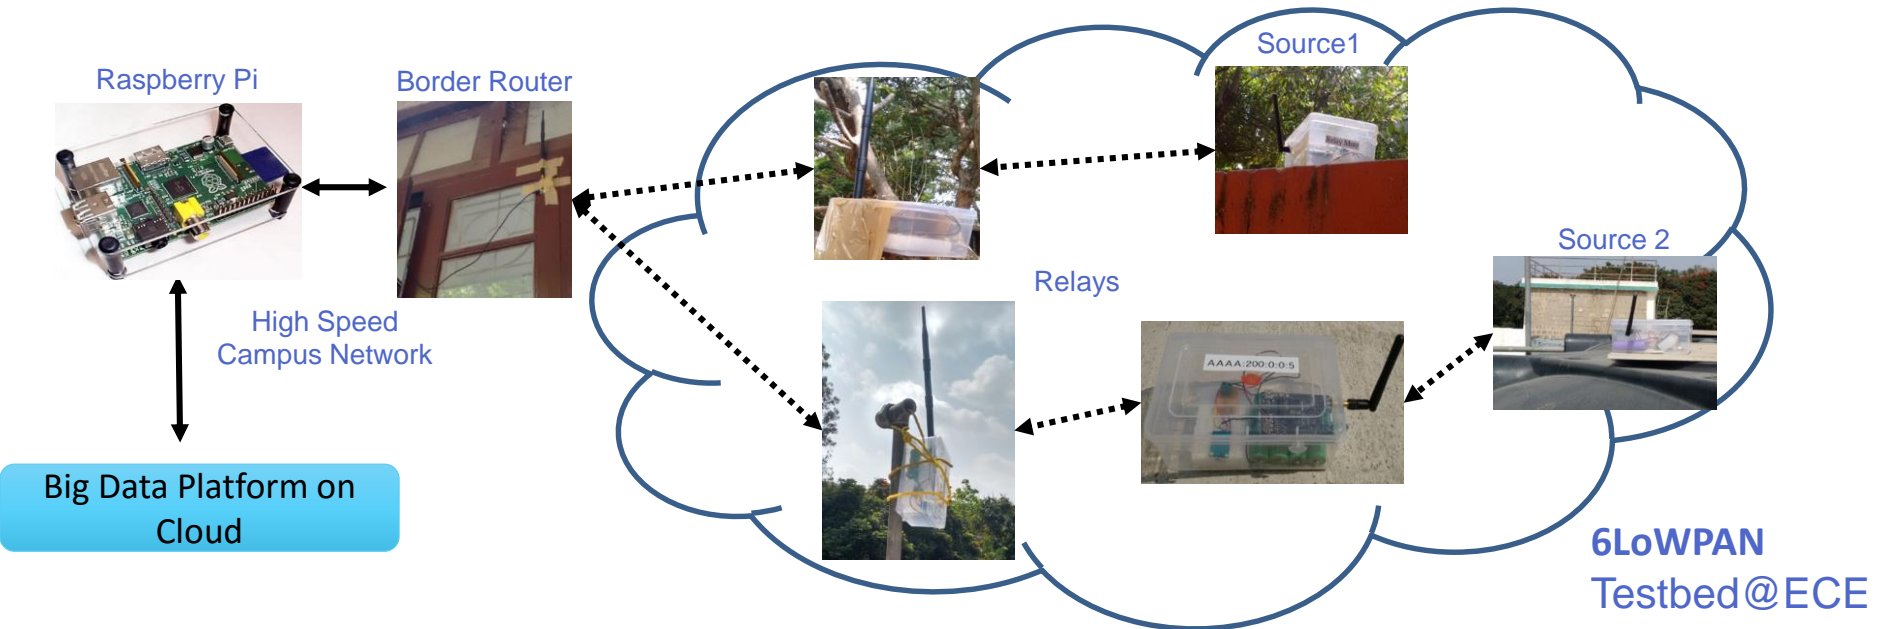 Raspberry Pi
Border Router
Source1
Source 2
Relays
High Speed
Campus Network
AAAA:200:0:0:5
Big Data Platform on
Cloud
6LoWPAN
Testbed@ECE